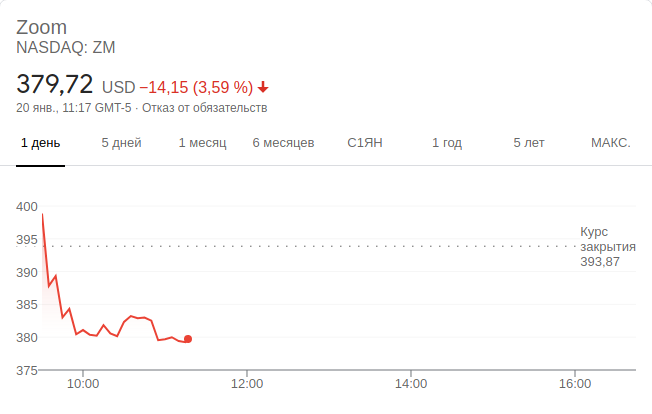 Zoom
NASDAQ: ZM
379,72 USD −14,15 (3,59 %)
20 янв., 11:17 GMT-5 · Отказ от обязательств
1 день 5 дней 1 месяц 6 месяцев С1ЯН 1 год 5 лет МАКС.
400
395
390
385
380
375
Курс
закрытия
393,87
10:00 12:00 14:00 16:00